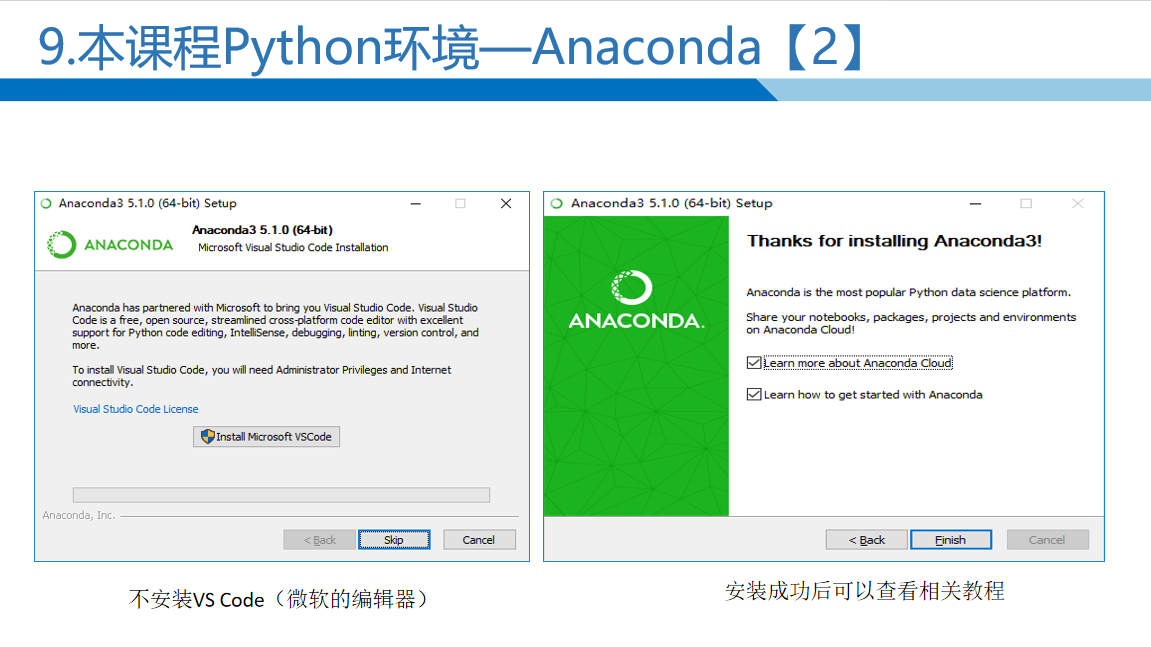 9.本课程Python环境—Anaconda【2】
Anaconda3 5.1.0 (64-bit) Setup
ANACONDA
Anaconda3 5.1.0 (64-bit)
Microsoft Visual Studio Code Installation
Anaconda has partnered with Microsoft to bring you Visual Studio Code. Visual Studio
Code is a free, open source, streamlined cross-platform code editor with excellent
support for Python code editing, IntelliSense, debugging, linting, version control, and
more.
To install Visual Studio Code, you will need Administrator Privileges and Internet
connectivity.
Visual Studio Code License
Install Microsoft VSCode
Anaconda, Inc.
< Back
Skip
Cancel
不安装VS Code（微软的编辑器）
Anaconda3 5.1.0 (64-bit) Setup
ANACONDA.
Thanks for installing Anaconda3!
Anaconda is the most popular Python data science platform.
Share your notebooks, packages, projects and environments
on Anaconda Cloud!
Learn more about Anaconda Cloud
Learn how to get started with Anaconda
< Back
Finish
Cancel
安装成功后可以查看相关教程